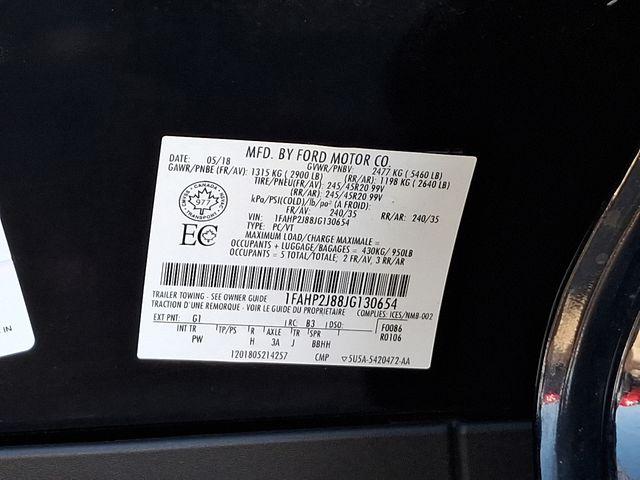 MFD. BY FORD MOTOR CO.
DATE: 05/18 GVWR/PNBV: 2477 KG ( 5460 LB)
GAWR/PNBE (FR/AV): 1315 KG ( 2900 LB) (RR/AR): 1198 KG ( 2640 LB)
TIRE/PNEU(FR/AV): 245/45R20 99V
(RR/AR): 245/45R20 99V
kPa/PSI(COLD)/lb/po² (A FROID):
FR/AV: 240/35 RR/AR: 240/35
VIN: 1FAHP2J88JG130654
TYPE: PC/VT
CANADA
977
TRANSPORT
EC
MAXIMUM LOAD/CHARGE MAXIMALE =
OCCUPANTS + LUGGAGE/BAGAGES = 430KG/ 950LB
OCCUPANTS = 5 TOTAL/TOTALE; 2 FR/AV, 3 RR/AR
1FAHP2J88JG130654
TRAILER TOWING - SEE OWNER GUIDE
TRACTION D'UNE REMORQUE - VOIR LE GUIDE DU PROPRIETAIRE COMPLIES: ICES/NMB-002
EXT PNT: G1 RC: B3 DSO: F0086
INT TR TP/PS R AXLE TR SPR R0106
PW H 3A J BBHH
1201805214257 CMP ▽5U5A-5420472-AA
IN